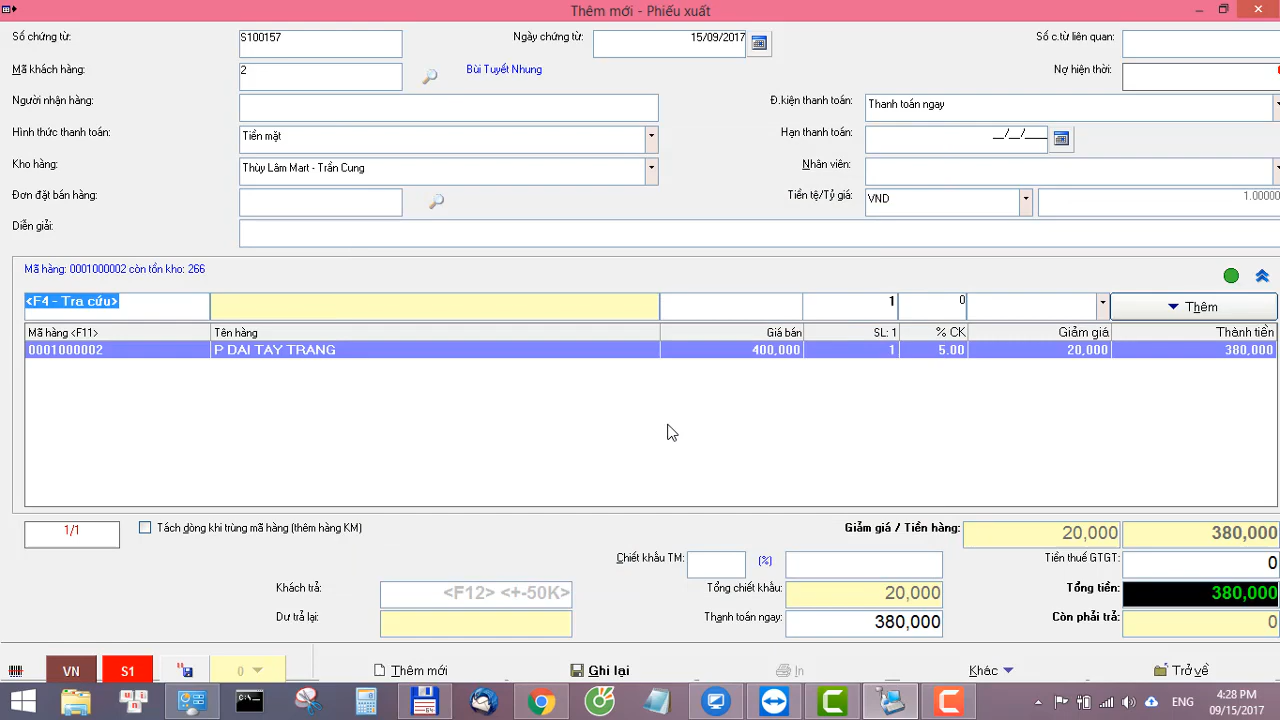 Thêm mới - Phiếu xuất
Số chứng từ: S100157 Ngày chứng từ: 15/09/2017 Số c.từ liên quan:
Mã khách hàng: 2 Bùi Tuyết Nhung Nợ hiện thời:
Người nhận hàng: Đ.kiện thanh toán: Thanh toán ngay
Hình thức thanh toán: Tiền mặt Hạn thanh toán: __/__/____
Kho hàng: Thùy Lâm Mart - Trần Cung Nhân viên:
Đơn đặt bán hàng: Tiền tệ/Tỷ giá: VND 1.00000
Diễn giải:
Mã hàng: 0001000002 còn tồn kho: 266
<F4 - Tra cứu> 1 0 Thêm
Mã hàng <F11> Tên hàng Giá bán SL: 1 % CK Giảm giá Thành tiền
0001000002 P DAI TAY TRANG 400,000 1 5.00 20,000 380,000
1/1 Tách dòng khi trùng mã hàng (thêm hàng KM) Giảm giá / Tiền hàng: 20,000 380,000
Chiết khấu TM: (%) Tiền thuế GTGT: 0
Khách trả: <F12> <+-50K> Tổng chiết khấu: 20,000 Tổng tiền: 380,000
Dư trả lại: Thanh toán ngay: 380,000 Còn phải trả: 0
VN S1 0 Thêm mới Ghi lại In Khác Trở về
ENG 4:28 PM
09/15/2017